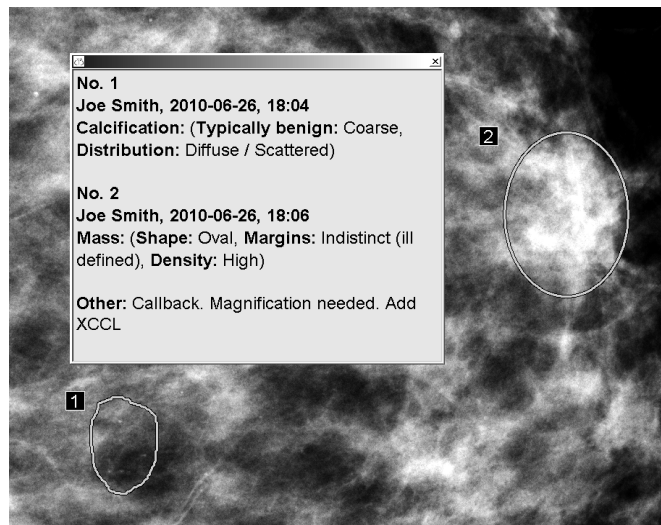 No. 1
Joe Smith, 2010-06-26, 18:04
Calcification: (Typically benign: Coarse,
Distribution: Diffuse / Scattered)
No. 2
Joe Smith, 2010-06-26, 18:06
Mass: (Shape: Oval, Margins: Indistinct (ill
defined), Density: High)
Other: Callback. Magnification needed. Add
XCCL
2
1